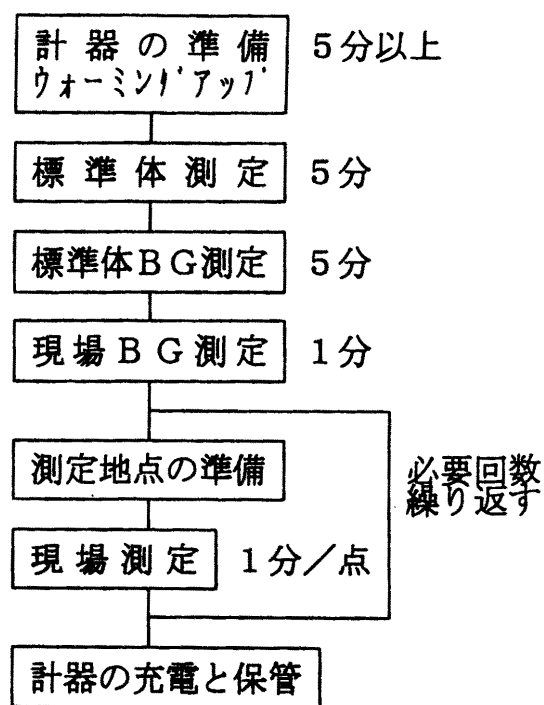 計器の準備 5分以上
ウォーミングアップ
標準体測定 5分
標準体BG測定 5分
現場BG測定 1分
測定地点の準備
必要回数
繰り返す
現場測定 1分／点
計器の充電と保管